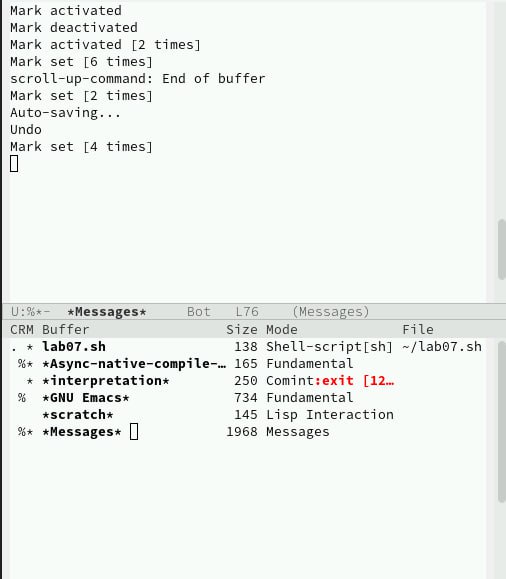 Mark activated
Mark deactivated
Mark activated [2 times]
Mark set [6 times]
scroll-up-command: End of buffer
Mark set [2 times]
Auto-saving...
Undo
Mark set [4 times]
U:%*-  *Messages*     Bot   L76    (Messages)
CRM Buffer                Size Mode             File
. * lab07.sh               138 Shell-script[sh] ~/lab07.sh
 %* *Async-native-compile-… 165 Fundamental
  * *interpretation*       250 Comint:exit [12…
 %  *GNU Emacs*            734 Fundamental
    *scratch*              145 Lisp Interaction
 %* *Messages*            1968 Messages